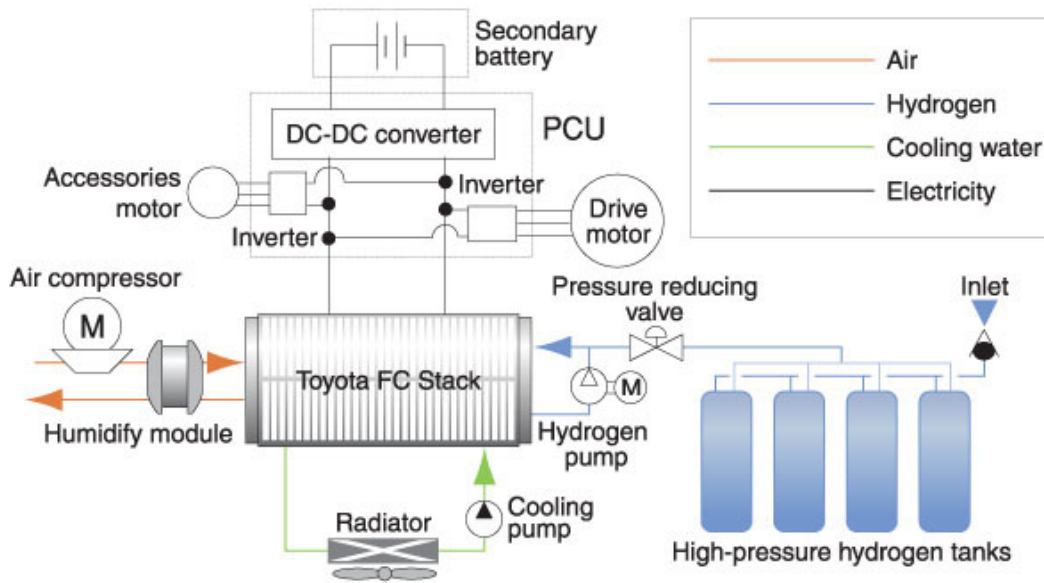 Secondary
battery
DC-DC converter
PCU
Accessories
motor
Inverter
Inverter
Drive
motor
Air
Hydrogen
Cooling water
Electricity
Air compressor
M
Humidify module
Toyota FC Stack
Pressure reducing
valve
Inlet
M
Hydrogen
pump
Radiator
Cooling
pump
High-pressure hydrogen tanks